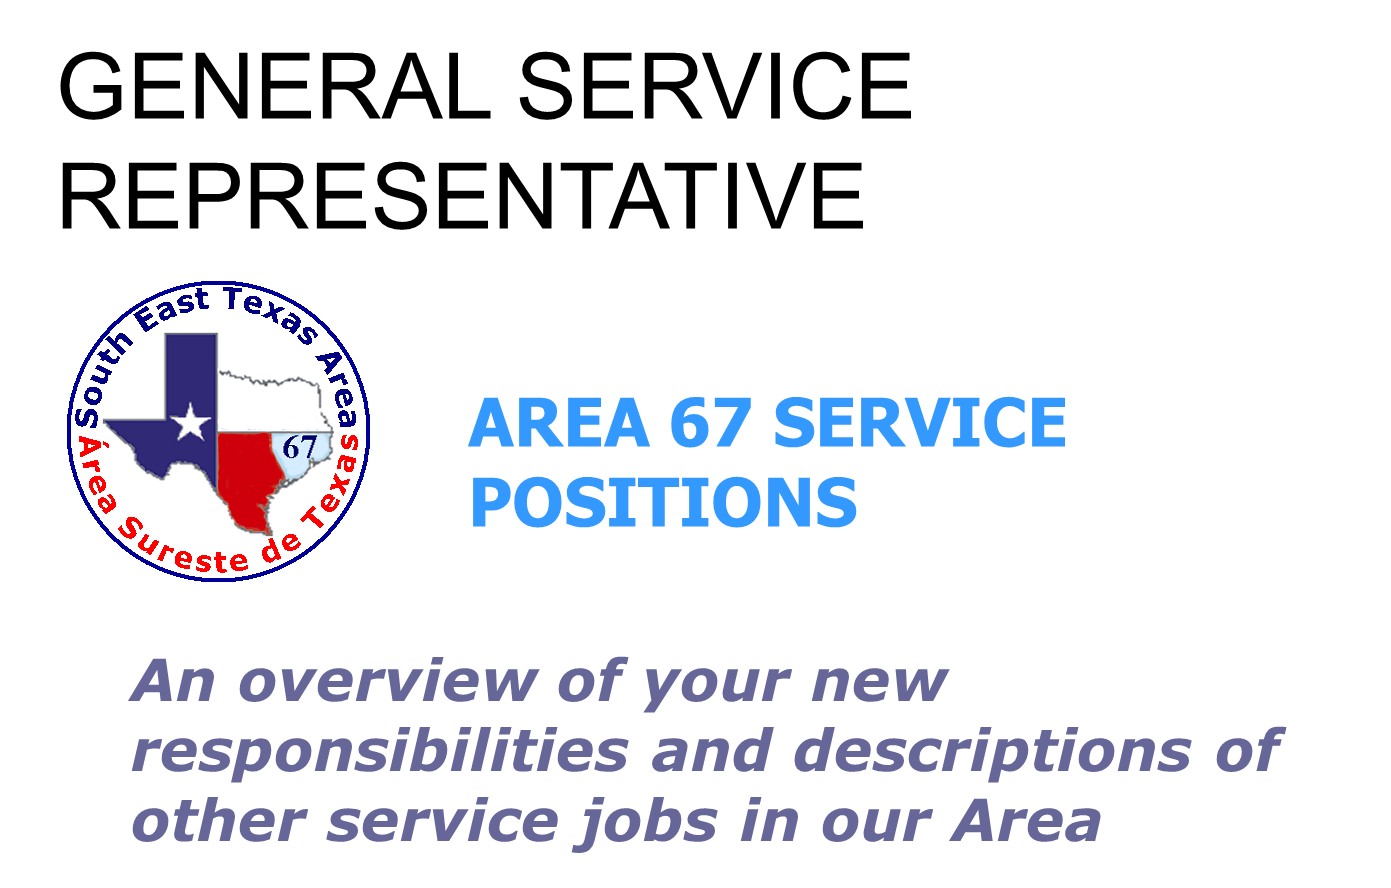 GENERAL SERVICE
REPRESENTATIVE
South East Texas Area
67
Área Sureste de Texas
AREA 67 SERVICE
POSITIONS
An overview of your new
responsibilities and descriptions of
other service jobs in our Area